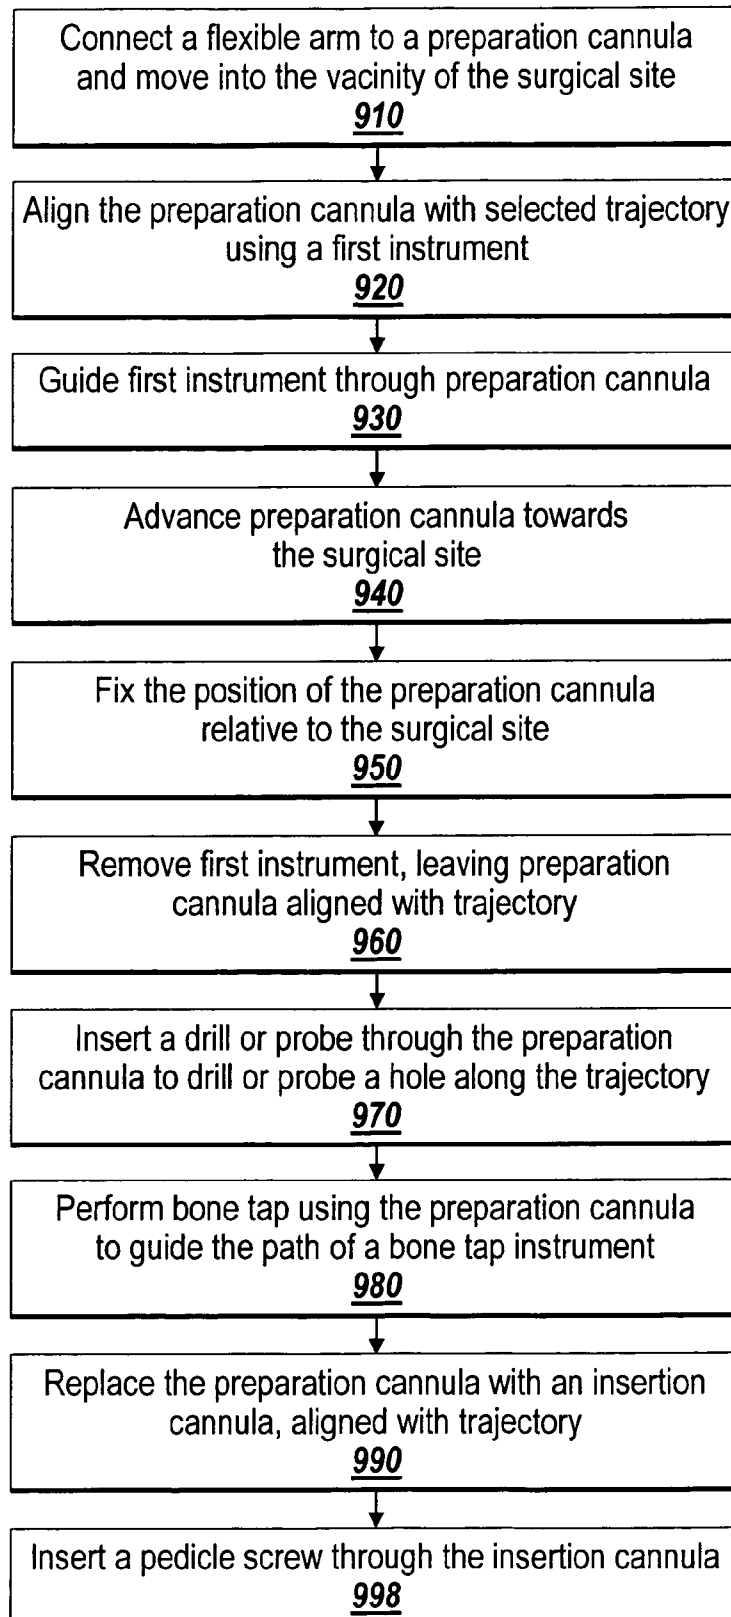 Connect a flexible arm to a preparation cannula
and move into the vacinity of the surgical site
910
Align the preparation cannula with selected trajectory
using a first instrument
920
Guide first instrument through preparation cannula
930
Advance preparation cannula towards
the surgical site
940
Fix the position of the preparation cannula
relative to the surgical site
950
Remove first instrument, leaving preparation
cannula aligned with trajectory
960
Insert a drill or probe through the preparation
cannula to drill or probe a hole along the trajectory
970
Perform bone tap using the preparation cannula
to guide the path of a bone tap instrument
980
Replace the preparation cannula with an insertion
cannula, aligned with trajectory
990
Insert a pedicle screw through the insertion cannula
998